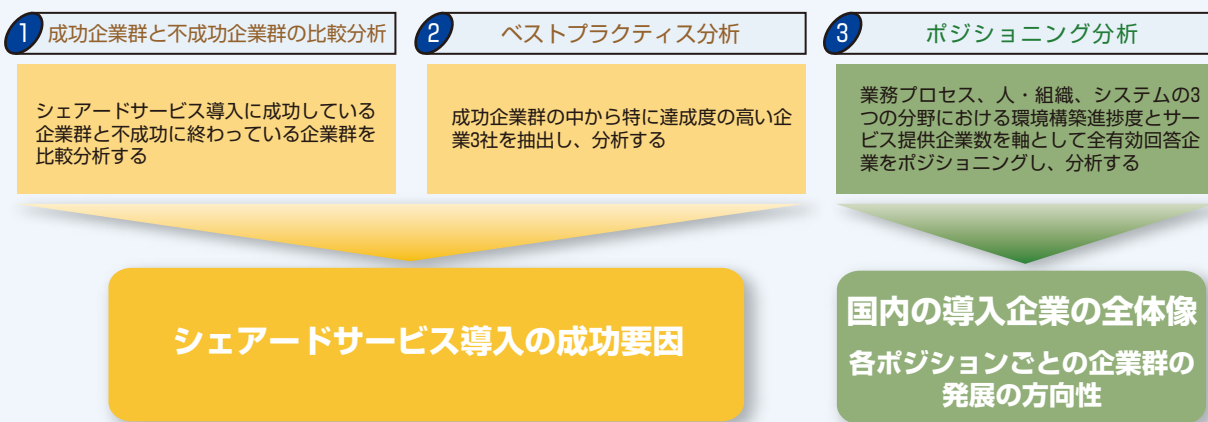 1 成功企業群と不成功企業群の比較分析
2 ベストプラクティス分析
3 ポジショニング分析
シェアードサービス導入に成功している
企業群と不成功に終わっている企業群を
比較分析する
成功企業群の中から特に達成度の高い企
業3社を抽出し、分析する
業務プロセス、人・組織、システムの3
つの分野における環境構築進捗度とサー
ビス提供企業数を軸として全有効回答企
業をポジショニングし、分析する
シェアードサービス導入の成功要因
国内の導入企業の全体像
各ポジションごとの企業群の
発展の方向性